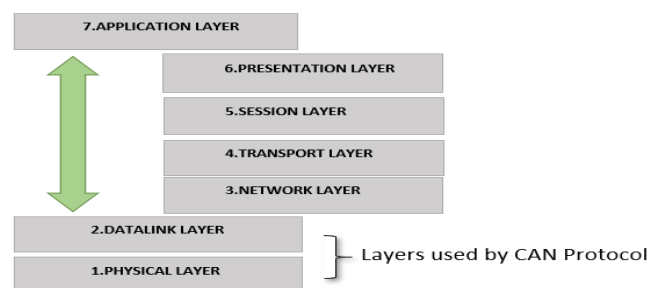 7.APPLICATION LAYER
6.PRESENTATION LAYER
5.SESSION LAYER
4.TRANSPORT LAYER
3.NETWORK LAYER
2.DATALINK LAYER
Layers used by CAN Protocol
1.PHYSICAL LAYER